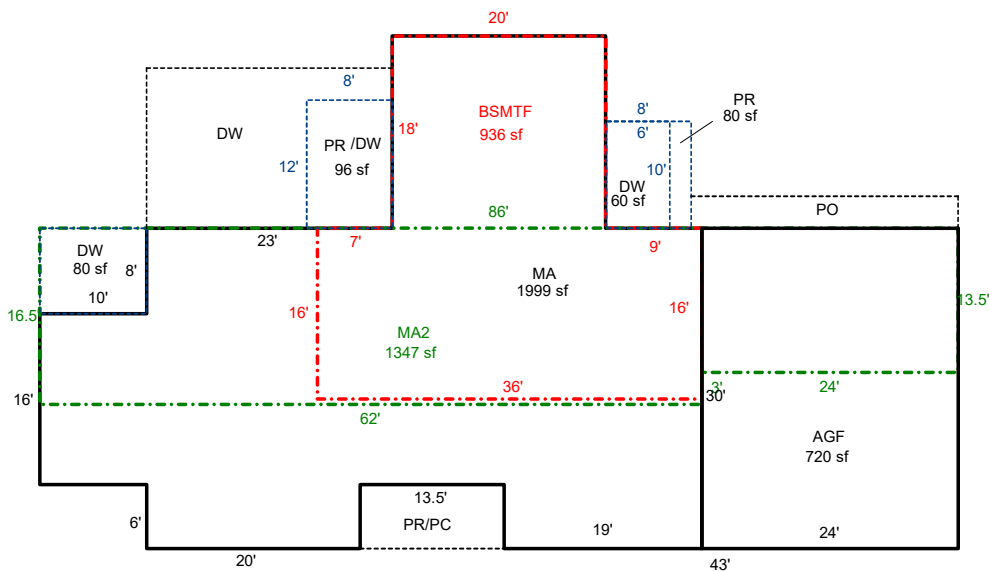 20'
8'
DW
BSMTF
936 sf
18'
PR /DW
96 sf
12'
8'
6'
PR
80 sf
10'
DW
60 sf
PO
86'
23'
7'
9'
DW
80 sf
8'
10'
MA
1999 sf
16'
16'
13.5'
16.5'
MA2
1347 sf
36'
3'
24'
30'
16'
62'
AGF
720 sf
13.5'
PR/PC
6'
19'
24'
20'
43'